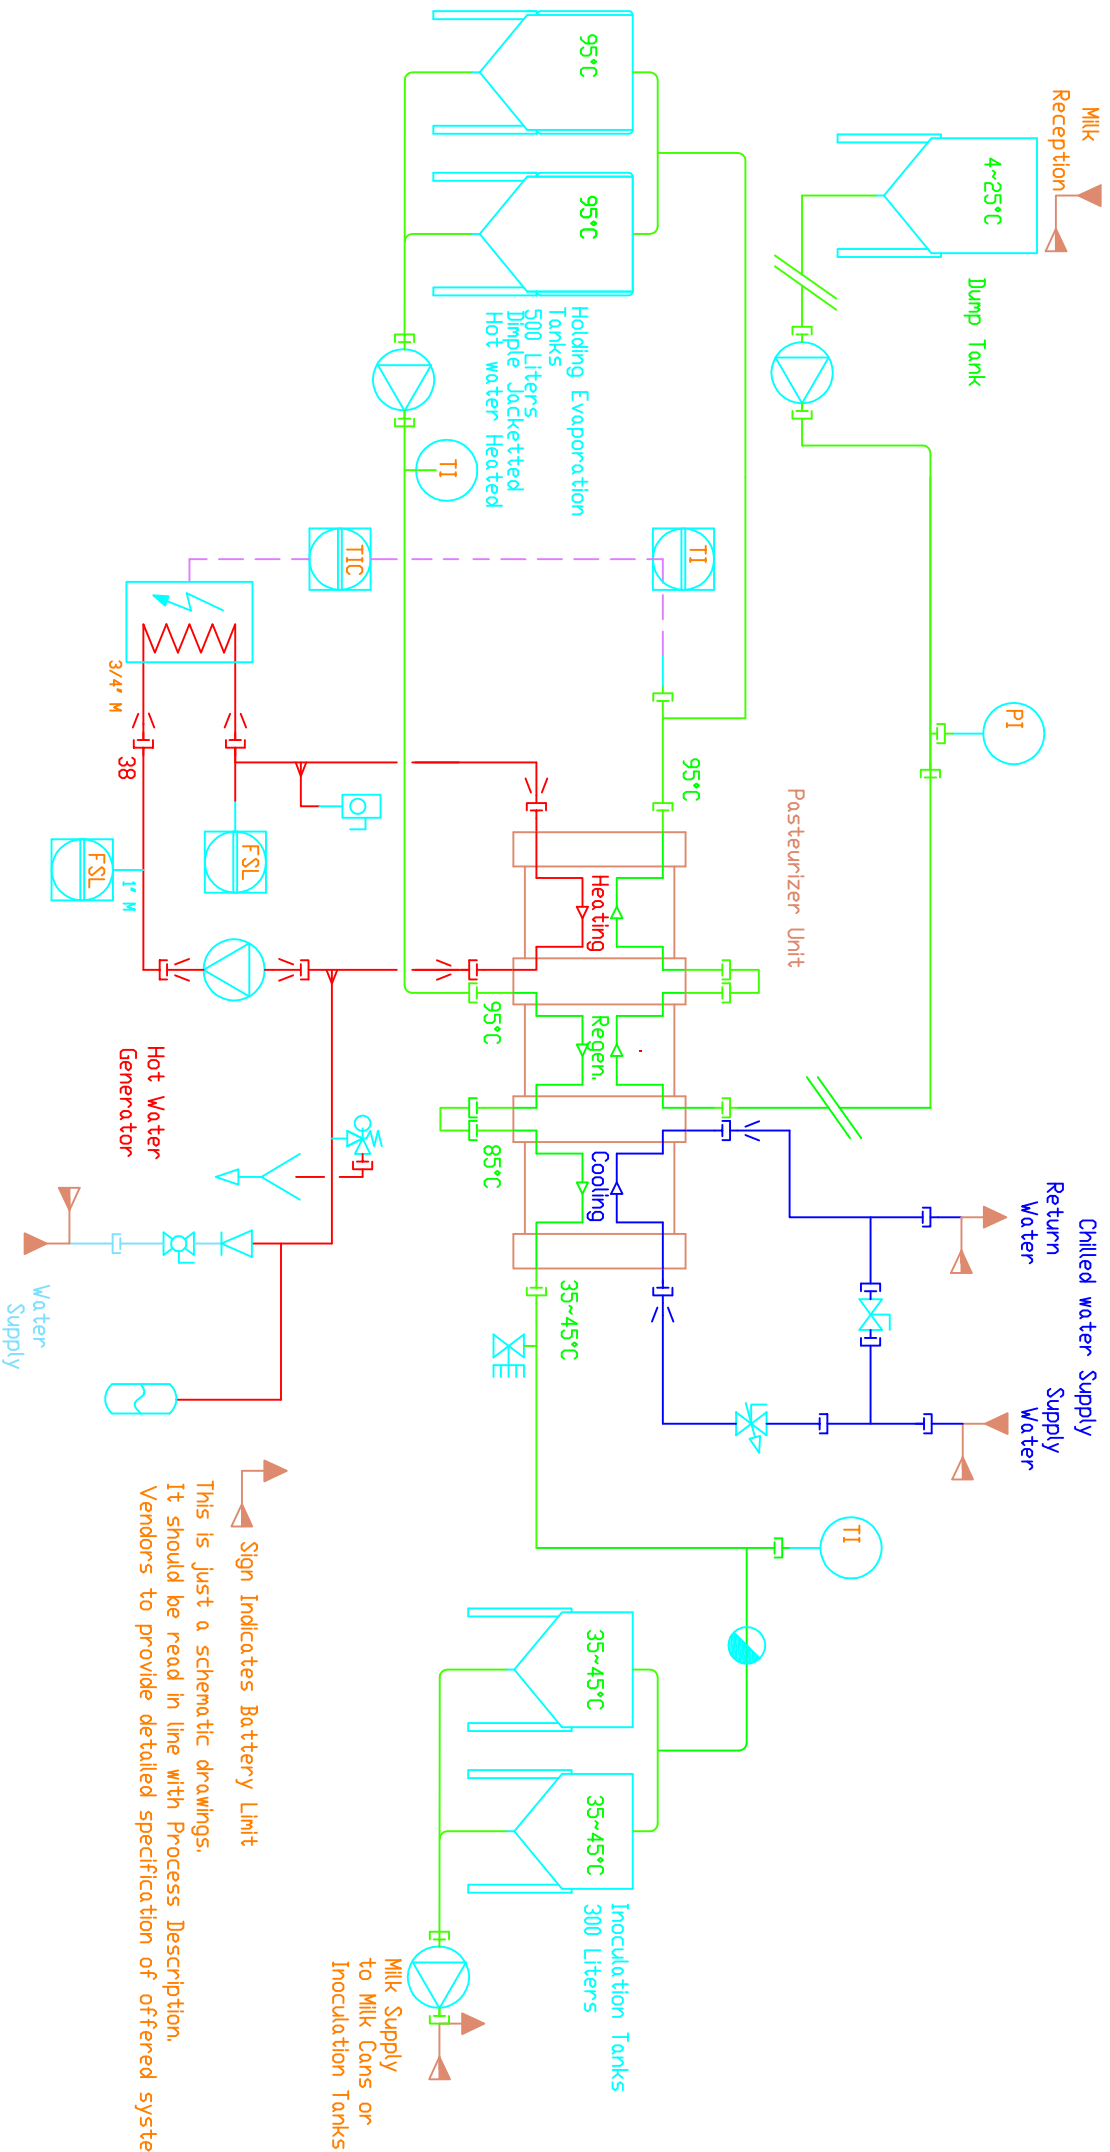 Milk
Reception
4~25°C
Dump Tank
95°C
95°C
Holding Evaporation
Tanks
500 Liters
Dimple Jacketted
Hot water Heated
TI
TI
TIC
PI
Pasteurizer Unit
95°C
Heating
Regen.
Cooling
95°C
85°C
35~45°C
3/4" M
38
FSL
FSL
1" M
Hot Water
Generator
Water
Supply
Chilled water Supply
Return
Water
Supply
Water
TI
35~45°C
35~45°C
Inoculation Tanks
300 Liters
Milk Supply
to Milk Cans or
Inoculation Tanks
Sign Indicates Battery Limit
This is just a schematic drawings.
It should be read in line with Process Description.
Vendors to provide detailed specification of offered syste